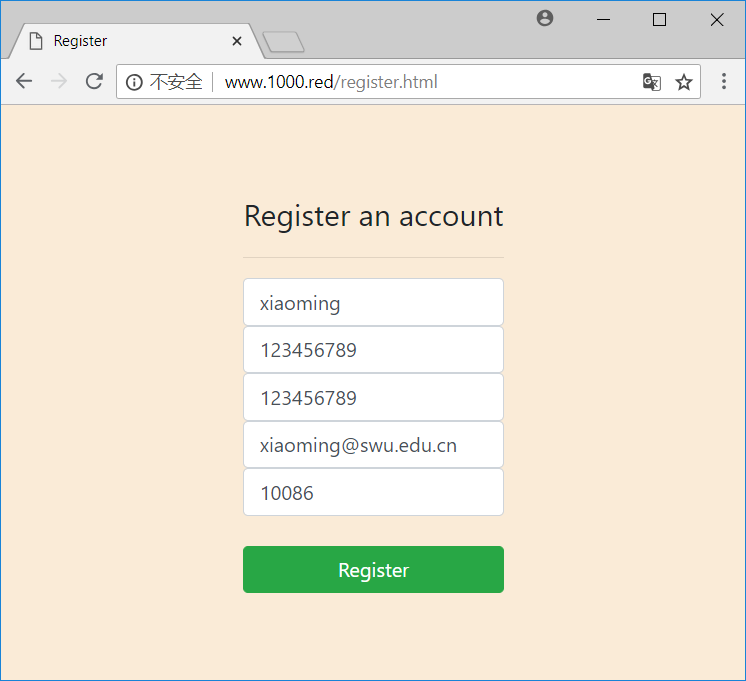 Register
不安全 www.1000.red/register.html
Register an account
xiaoming
123456789
123456789
xiaoming@swu.edu.cn
10086
Register